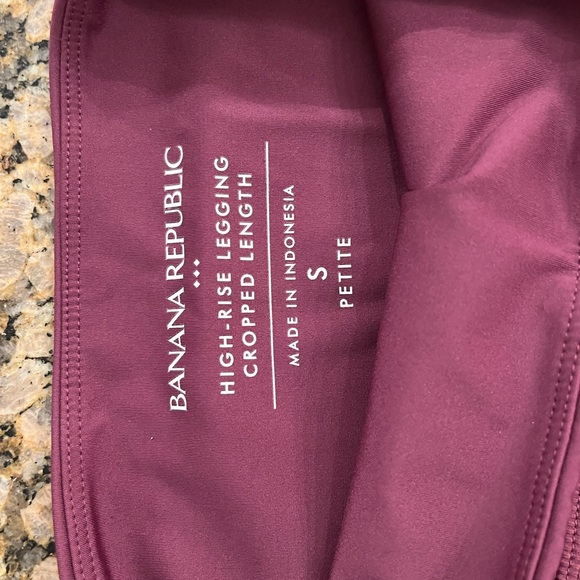 BANANA REPUBLIC
HIGH-RISE LEGGING
CROPPED LENGTH
MADE IN INDONESIA
S
PETITE